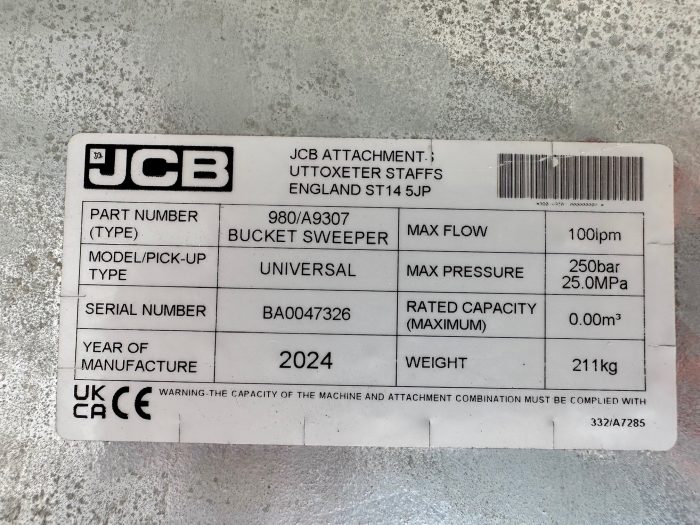 JCB
JCB ATTACHMENTS
UTTOXETER STAFFS
ENGLAND ST14 5JP
PART NUMBER (TYPE)
980/A9307
BUCKET SWEEPER
MAX FLOW
100lpm
MODEL/PICK-UP
TYPE
UNIVERSAL
MAX PRESSURE
250bar
25.0MPa
SERIAL NUMBER
BA0047326
RATED CAPACITY
(MAXIMUM)
0.00m³
YEAR OF
MANUFACTURE
2024
WEIGHT
211kg
UK
CA CE
WARNING-THE CAPACITY OF THE MACHINE AND ATTACHMENT COMBINATION MUST BE COMPLIED WITH
332/A7285